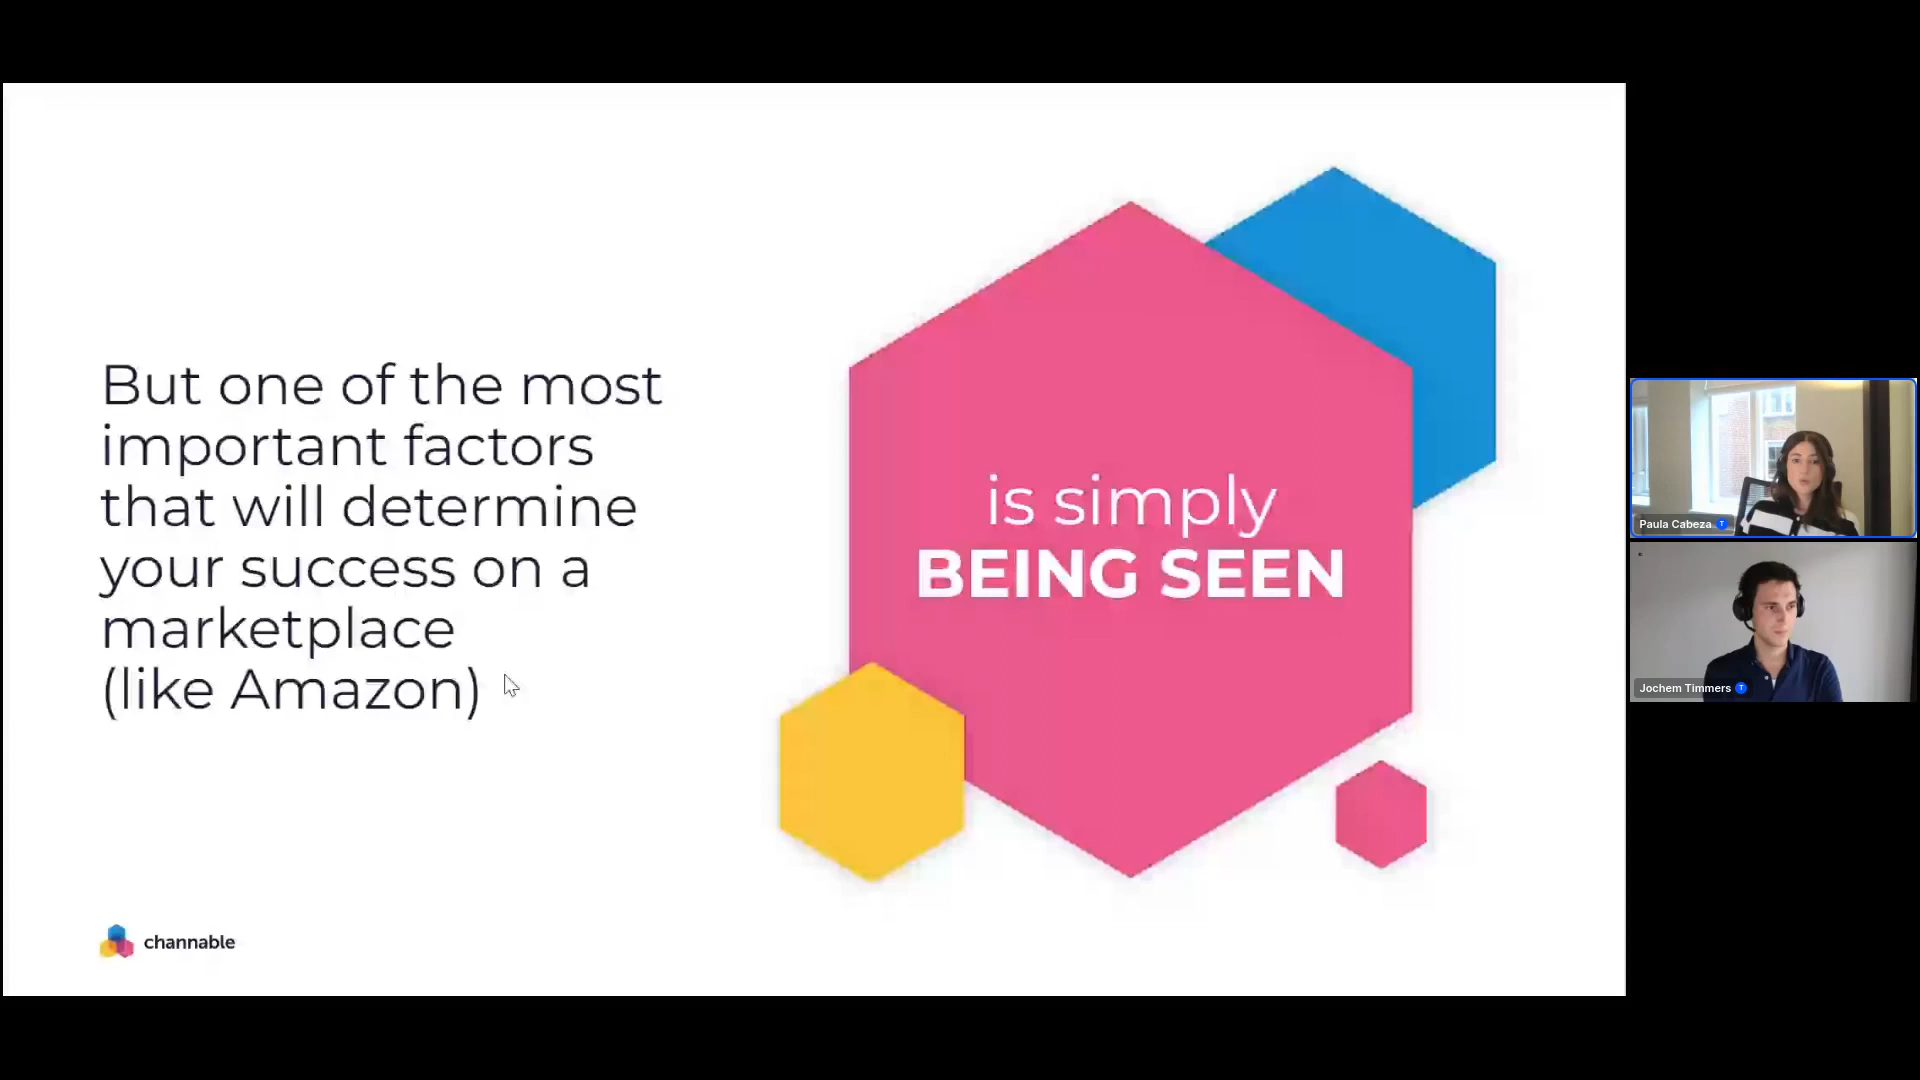 But one of the most
important factors
that will determine
your success on a
marketplace
(like Amazon)
is simply
BEING SEEN
channable
Paula Cabeza T
Jochem Timmers T